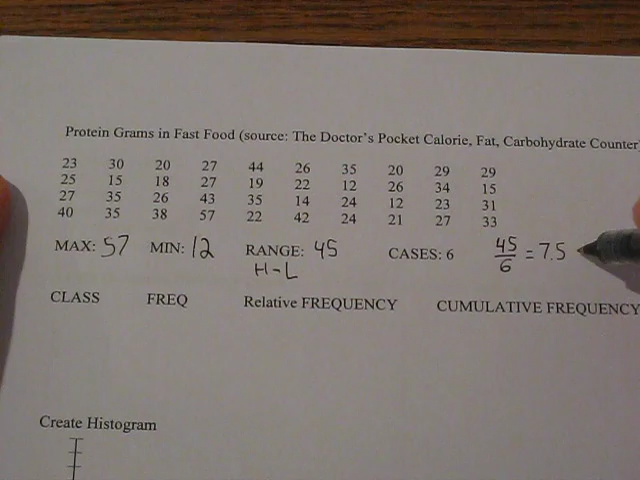 Protein Grams in Fast Food (source: The Doctor's Pocket Calorie, Fat, Carbohydrate Counter
23 30 20 27 44 26 35 20 29 29
25 15 18 27 19 22 12 26 34 15
27 35 26 43 35 14 24 12 23 31
40 35 38 57 22 42 24 21 27 33
MAX: 57 MIN: 12 RANGE: 45 CASES: 6 45/6 = 7.5
H-L
CLASS FREQ Relative FREQUENCY CUMULATIVE FREQUENCY
Create Histogram